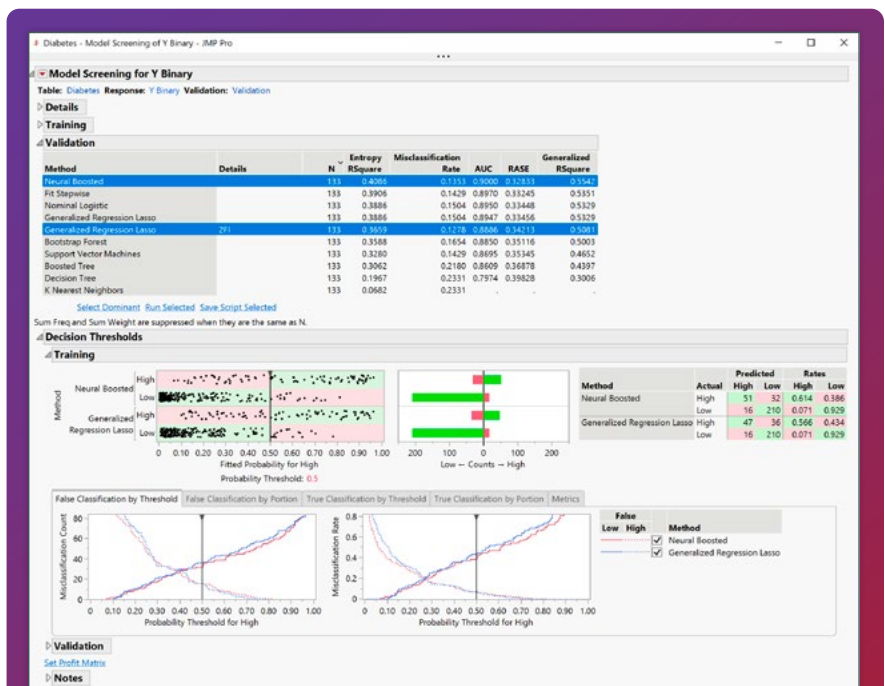 Diabetes - Model Screening of Y Binary - JMP Pro
Model Screening for Y Binary
Table: Diabetes Response: Y Binary Validation: Validation
Details
Training
Validation
Entropy Misclassification Generalized
Method Details N RSquare Rate AUC RASE RSquare
Neural Boosted 133 0.4086 0.1353 0.9000 0.32833 0.5542
Fit Stepwise 133 0.3906 0.1429 0.8970 0.33245 0.5351
Nominal Logistic 133 0.3886 0.1504 0.8950 0.33448 0.5329
Generalized Regression Lasso 133 0.3886 0.1504 0.8947 0.33456 0.5329
Generalized Regression Lasso ZFI 133 0.3659 0.1278 0.8886 0.34213 0.5081
Bootstrap Forest 133 0.3588 0.1654 0.8850 0.35116 0.5003
Support Vector Machines 133 0.3280 0.1429 0.8695 0.35345 0.4652
Boosted Tree 133 0.3062 0.2180 0.8609 0.36878 0.4397
Decision Tree 133 0.1967 0.2331 0.7974 0.39828 0.3006
K Nearest Neighbors 133 0.0682 0.2331 . . .
Select Dominant Run Selected Save Script Selected
Sum Freq and Sum Weight are suppressed when they are the same as N.
Decision Thresholds
Training
Method
Neural Boosted High
Low
Generalized Regression Lasso High
Low
0 0.10 0.20 0.30 0.40 0.50 0.60 0.70 0.80 0.90 1.00
Fitted Probability for High
Probability Threshold: 0.5
200 100 0 100 200
Low -- Counts -- High
Predicted Rates
Method Actual High Low High Low
Neural Boosted High 51 32 0.614 0.386
Low 16 210 0.071 0.929
Generalized Regression Lasso High 47 36 0.566 0.434
Low 16 210 0.071 0.929
False Classification by Threshold False Classification by Portion True Classification by Threshold True Classification by Portion Metrics
Misclassification Count
80
60
40
20
0
0 0.10 0.20 0.30 0.40 0.50 0.60 0.70 0.80 0.90 1.00
Probability Threshold for High
Misclassification Rate
0.8
0.6
0.4
0.2
0
0 0.10 0.20 0.30 0.40 0.50 0.60 0.70 0.80 0.90 1.00
Probability Threshold for High
False
Low High Method
Neural Boosted
Generalized Regression Lasso
Validation
Set Profit Matrix
Notes